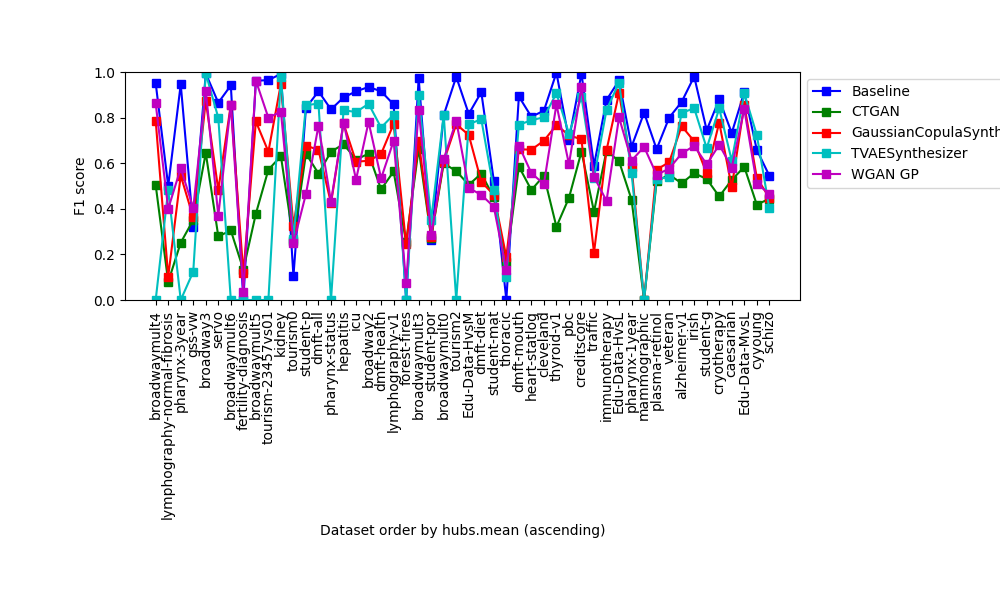 1.0
0.8
0.6
0.4
0.2
0.0
F1 score
Baseline
CTGAN
GaussianCopulaSynth
TVAESynthesizer
WGAN GP
broadwaymult4
lymphography-normal-fibrosis
pharynx-3year
gss-vw
broadway3
servo
broadwaymult6
fertility-diagnosis
broadwaymult5
tourism-23457vso1
kidney
tourism0
student-p
dmft-all
pharynx-status
hepatitis
icu
broadway2
dmft-health
lymphography-v1
forest-fires
broadwaymult3
student-por
broadwaymult0
tourism2
Edu-Data-HvsM
dmft-diet
student-mat
thoracic
dmft-mouth
heart-statlog
cleveland
thyroid-v1
pbc
creditscore
traffic
immunotherapy
Edu-Data-HvsL
pharynx-1year
mammographic
plasma-retinol
veteran
alzheimer-v1
irish
student-g
cryotherapy
caesarian
Edu-Data-MvsL
cyyoung
schizo
Dataset order by hubs.mean (ascending)